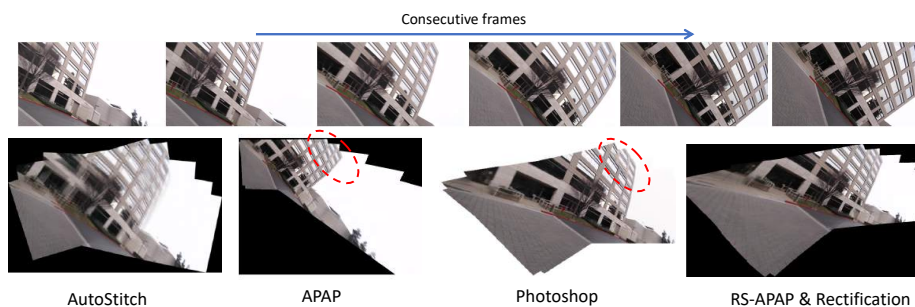 Consecutive frames
AutoStitch
APAP
Photoshop
RS-APAP & Rectification